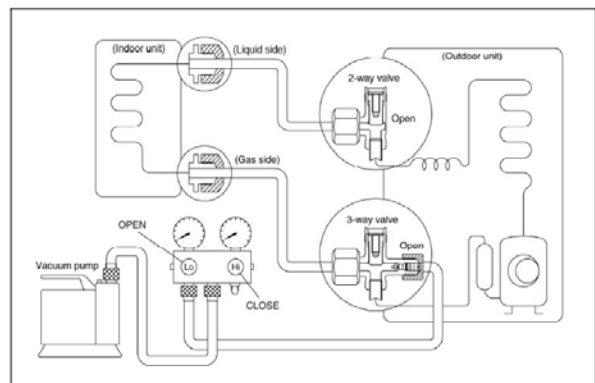 (Indoor unit)
(Liquid side)
(Outdoor unit)
2-way valve
Open
(Gas side)
3-way valve
Open
OPEN
Lo
Hi
Vacuum pump
CLOSE